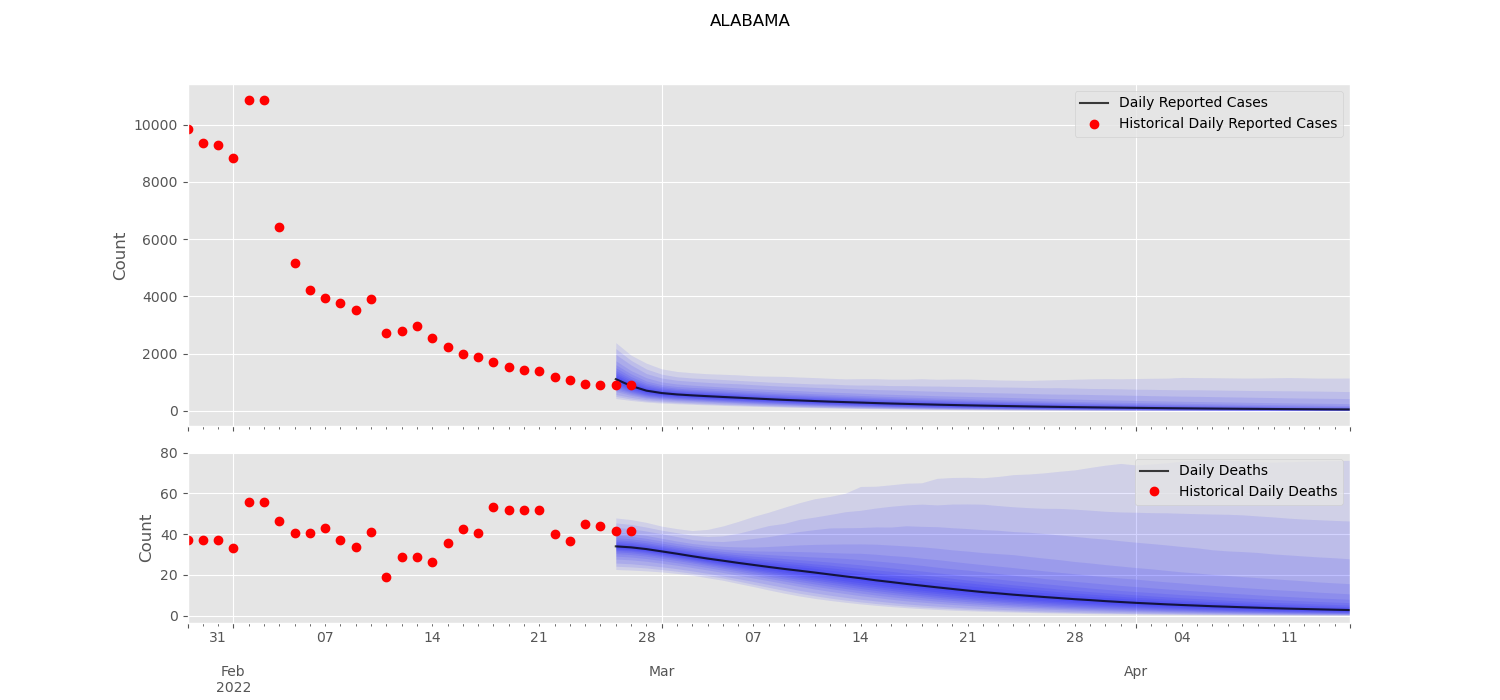 ALABAMA
Daily Reported Cases
Historical Daily Reported Cases
Count
10000
8000
6000
4000
2000
0
Daily Deaths
Historical Daily Deaths
Count
80
60
40
20
0
31 07 14 21 28 07 14 21 28 04 11
Feb Mar Apr
2022